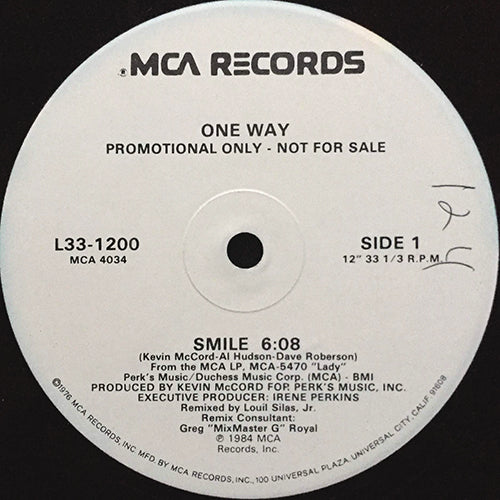 MCA RECORDS
ONE WAY
PROMOTIONAL ONLY - NOT FOR SALE
L33-1200
MCA 4034
SIDE 1
12" 33 1/3 R.P.M.
SMILE 6:08
(Kevin McCord-Al Hudson-Dave Roberson)
From the MCA LP, MCA-5470 "Lady"
Perk's Music/Duchess Music Corp. (MCA) - BMI
PRODUCED BY KEVIN McCORD FOR PERK'S MUSIC, INC.
EXECUTIVE PRODUCER: IRENE PERKINS
Remixed by Louil Silas, Jr.
Remix Consultant:
Greg "MixMaster G" Royal
℗ 1984 MCA
Records, Inc.
©1976 MCA RECORDS, INC MFD. BY MCA RECORDS, INC., 100 UNIVERSAL PLAZA, UNIVERSAL CITY, CALIF. 91608